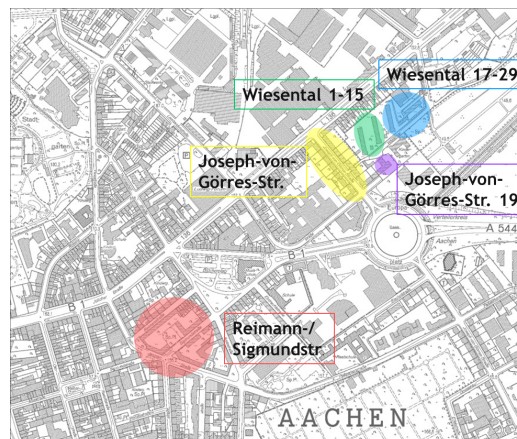 Wiesental 17-29
Wiesental 1-15
Joseph-von-
Görres-Str.
Joseph-von-
Görres-Str. 19
A 544
Aachen
B 1
Reimann-/
Sigmundstr
AACHEN